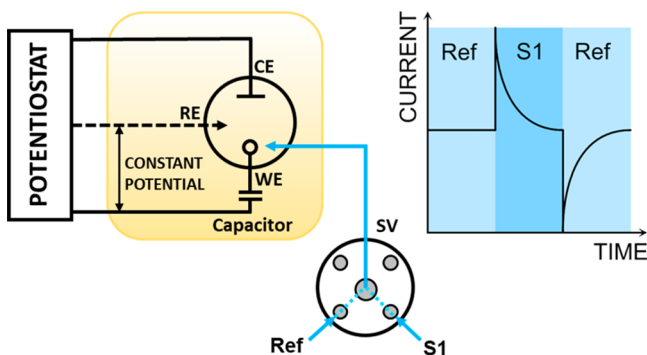 POTENTIOSTAT
CE
RE
CONSTANT
POTENTIAL
WE
Capacitor
SV
Ref
S1
CURRENT
Ref
S1
Ref
TIME